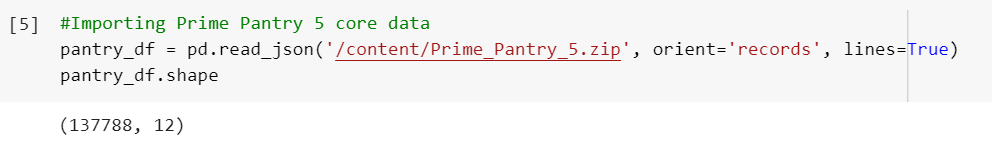 [5] #Importing Prime Pantry 5 core data
pantry_df = pd.read_json('/content/Prime_Pantry_5.zip', orient='records', lines=True)
pantry_df.shape
(137788, 12)